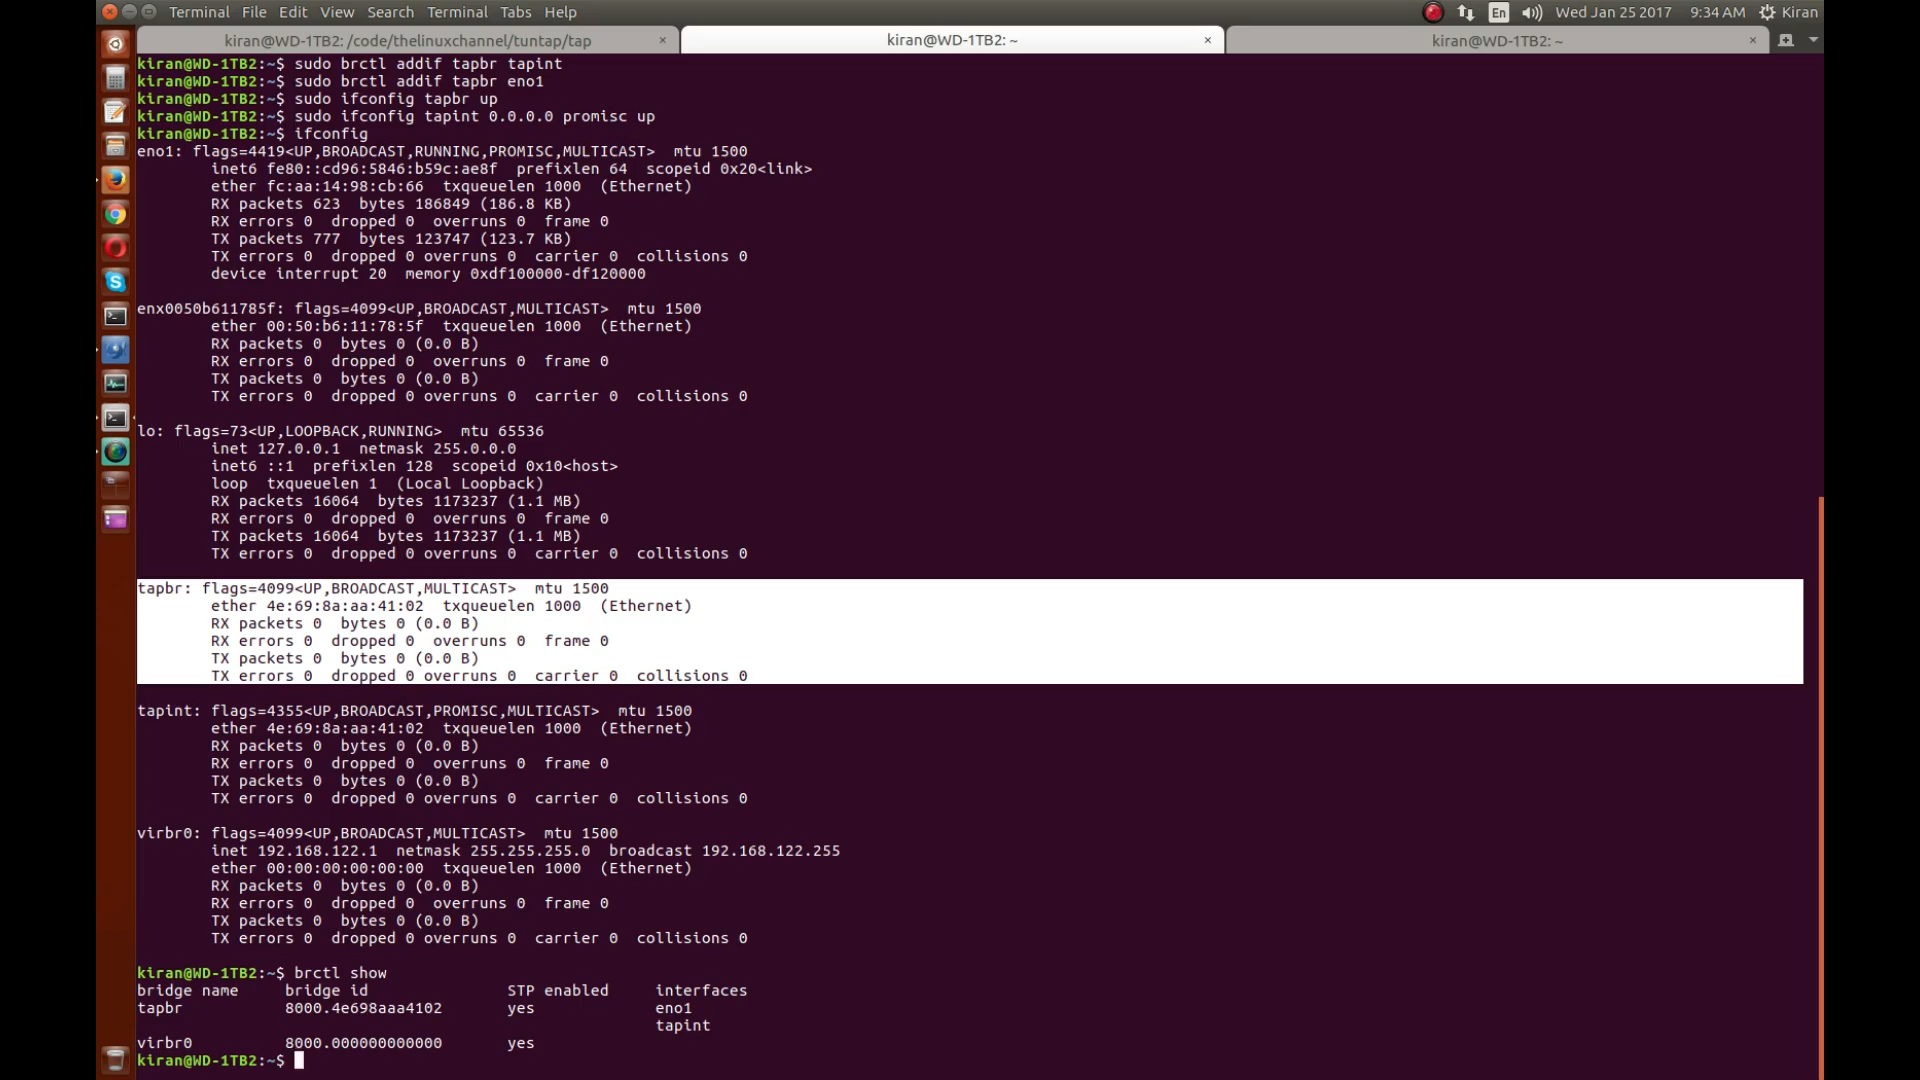 Terminal File Edit View Search Terminal Tabs Help En Wed Jan 25 2017 9:34 AM Kiran
kiran@WD-1TB2: /code/thelinuxchannel/tuntap/tap × kiran@WD-1TB2: ~ × kiran@WD-1TB2: ~ ×
kiran@WD-1TB2:~$ sudo brctl addif tapbr tapint
kiran@WD-1TB2:~$ sudo brctl addif tapbr eno1
kiran@WD-1TB2:~$ sudo ifconfig tapbr up
kiran@WD-1TB2:~$ sudo ifconfig tapint 0.0.0.0 promisc up
kiran@WD-1TB2:~$ ifconfig
eno1: flags=4419<UP,BROADCAST,RUNNING,PROMISC,MULTICAST>  mtu 1500
        inet6 fe80::cd96:5846:b59c:ae8f  prefixlen 64  scopeid 0x20<link>
        ether fc:aa:14:98:cb:66  txqueuelen 1000  (Ethernet)
        RX packets 623  bytes 186849 (186.8 KB)
        RX errors 0  dropped 0  overruns 0  frame 0
        TX packets 777  bytes 123747 (123.7 KB)
        TX errors 0  dropped 0 overruns 0  carrier 0  collisions 0
        device interrupt 20  memory 0xdf100000-df120000
enx0050b611785f: flags=4099<UP,BROADCAST,MULTICAST>  mtu 1500
        ether 00:50:b6:11:78:5f  txqueuelen 1000  (Ethernet)
        RX packets 0  bytes 0 (0.0 B)
        RX errors 0  dropped 0  overruns 0  frame 0
        TX packets 0  bytes 0 (0.0 B)
        TX errors 0  dropped 0 overruns 0  carrier 0  collisions 0
lo: flags=73<UP,LOOPBACK,RUNNING>  mtu 65536
        inet 127.0.0.1  netmask 255.0.0.0
        inet6 ::1  prefixlen 128  scopeid 0x10<host>
        loop  txqueuelen 1  (Local Loopback)
        RX packets 16064  bytes 1173237 (1.1 MB)
        RX errors 0  dropped 0  overruns 0  frame 0
        TX packets 16064  bytes 1173237 (1.1 MB)
        TX errors 0  dropped 0 overruns 0  carrier 0  collisions 0
tapbr: flags=4099<UP,BROADCAST,MULTICAST>  mtu 1500
        ether 4e:69:8a:aa:41:02  txqueuelen 1000  (Ethernet)
        RX packets 0  bytes 0 (0.0 B)
        RX errors 0  dropped 0  overruns 0  frame 0
        TX packets 0  bytes 0 (0.0 B)
        TX errors 0  dropped 0 overruns 0  carrier 0  collisions 0
tapint: flags=4355<UP,BROADCAST,PROMISC,MULTICAST>  mtu 1500
        ether 4e:69:8a:aa:41:02  txqueuelen 1000  (Ethernet)
        RX packets 0  bytes 0 (0.0 B)
        RX errors 0  dropped 0  overruns 0  frame 0
        TX packets 0  bytes 0 (0.0 B)
        TX errors 0  dropped 0 overruns 0  carrier 0  collisions 0
virbr0: flags=4099<UP,BROADCAST,MULTICAST>  mtu 1500
        inet 192.168.122.1  netmask 255.255.255.0  broadcast 192.168.122.255
        ether 00:00:00:00:00:00  txqueuelen 1000  (Ethernet)
        RX packets 0  bytes 0 (0.0 B)
        RX errors 0  dropped 0  overruns 0  frame 0
        TX packets 0  bytes 0 (0.0 B)
        TX errors 0  dropped 0 overruns 0  carrier 0  collisions 0
kiran@WD-1TB2:~$ brctl show
bridge name     bridge id               STP enabled     interfaces
tapbr           8000.4e698aaa4102       yes             eno1
                                                        tapint
virbr0          8000.000000000000       yes
kiran@WD-1TB2:~$